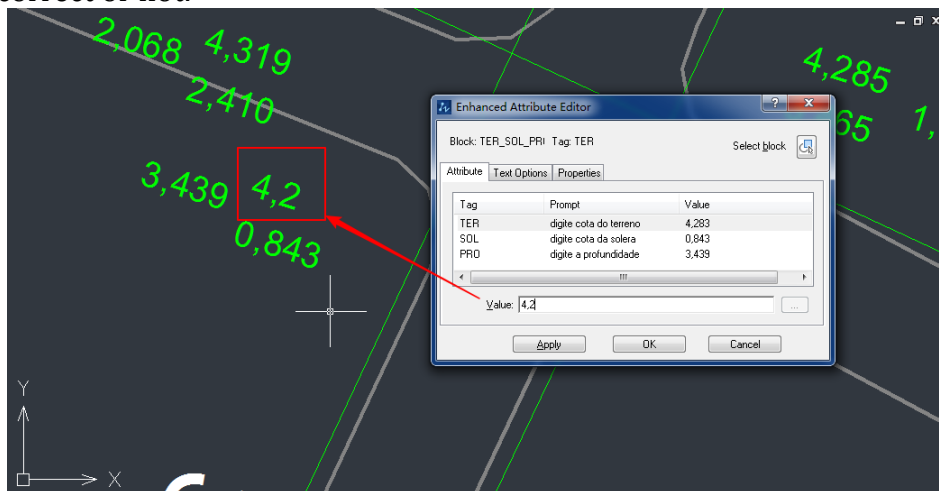 2,068 4,319
2,410
3,439 4,2
0,843
4,285
65 1,
Enhanced Attribute Editor
Block: TER_SOL_PRI Tag: TER
Select block
Attribute Text Options Properties
Tag Prompt Value
TER digite cota do terreno 4,283
SOL digite cota da solera 0,843
PRO digite a profundidade 3,439
Value: 4,2
...
Apply OK Cancel
Y
X